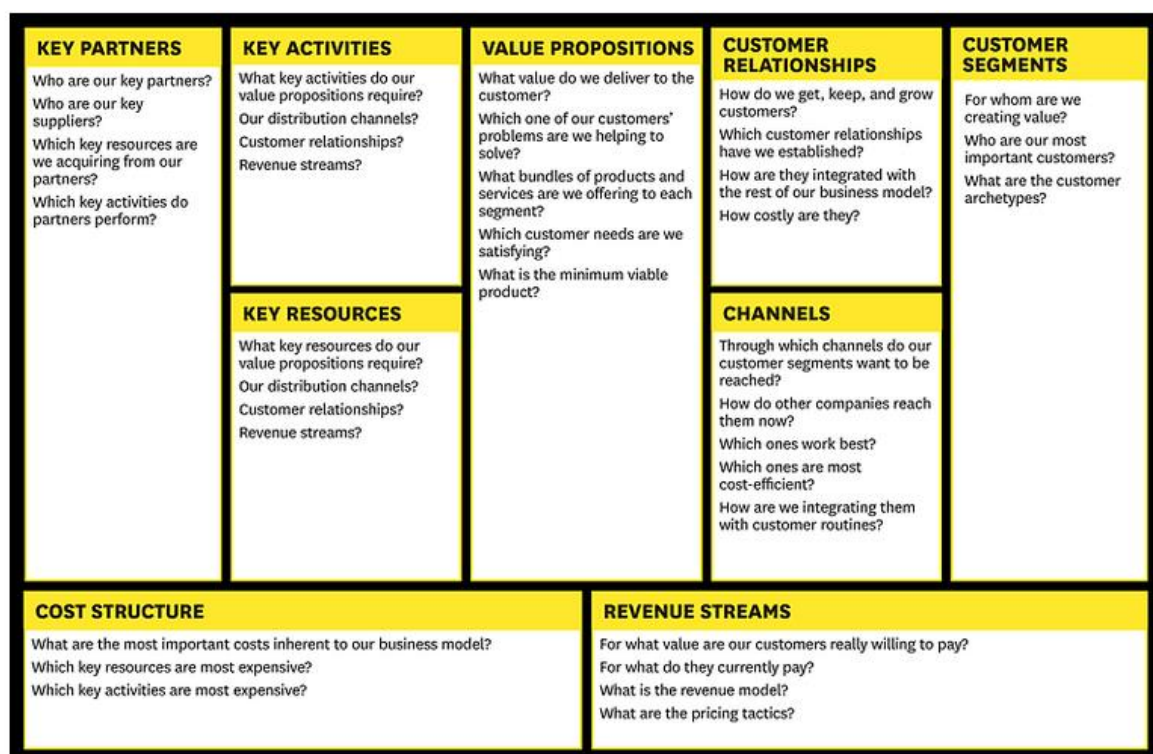 KEY PARTNERS
Who are our key partners?
Who are our key
suppliers?
Which key resources are
we acquiring from our
partners?
Which key activities do
partners perform?
KEY ACTIVITIES
What key activities do our
value propositions require?
Our distribution channels?
Customer relationships?
Revenue streams?
KEY RESOURCES
What key resources do our
value propositions require?
Our distribution channels?
Customer relationships?
Revenue streams?
VALUE PROPOSITIONS
What value do we deliver to the
customer?
Which one of our customers’
problems are we helping to
solve?
What bundles of products and
services are we offering to each
segment?
Which customer needs are we
satisfying?
What is the minimum viable
product?
CUSTOMER
RELATIONSHIPS
How do we get, keep, and grow
customers?
Which customer relationships
have we established?
How are they integrated with
the rest of our business model?
How costly are they?
CHANNELS
Through which channels do our
customer segments want to be
reached?
How do other companies reach
them now?
Which ones work best?
Which ones are most
cost-efficient?
How are we integrating them
with customer routines?
CUSTOMER
SEGMENTS
For whom are we
creating value?
Who are our most
important customers?
What are the customer
archetypes?
COST STRUCTURE
What are the most important costs inherent to our business model?
Which key resources are most expensive?
Which key activities are most expensive?
REVENUE STREAMS
For what value are our customers really willing to pay?
For what do they currently pay?
What is the revenue model?
What are the pricing tactics?